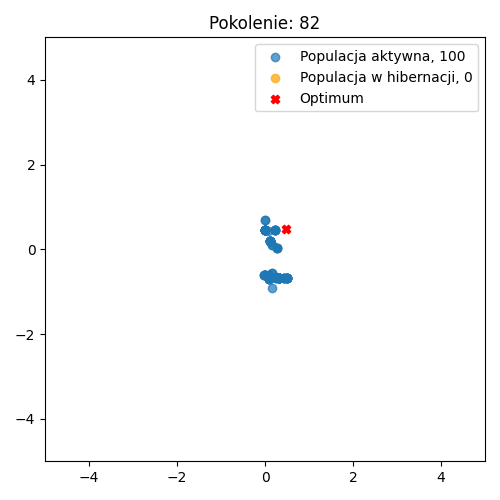 Pokolenie: 82
Populacja aktywna, 100
Populacja w hibernacji, 0
Optimum
4
2
0
−2
−4
−4 −2 0 2 4